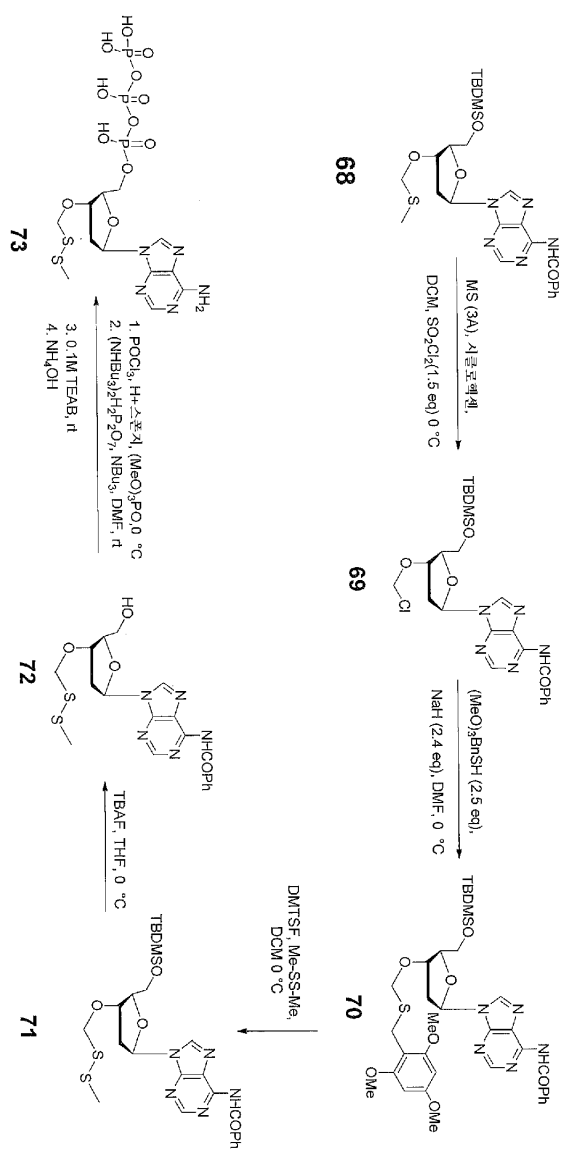 TBDMSO
NHCOPh
68
MS (3A), 시클로헥센,
DCM, SO2Cl2(1.5 eq) 0 °C
TBDMSO
NHCOPh
Cl
69
(MeO)3BnSH (2.5 eq),
NaH (2.4 eq), DMF, 0 °C
TBDMSO
NHCOPh
MeO
OMe
OMe
70
DMTSF, Me-SS-Me,
DCM 0 °C
TBDMSO
NHCOPh
71
TBAF, THF, 0 °C
HO
NHCOPh
72
1. POCl3, H+스폰지, (MeO)3PO,0 °C
2. (NHBu3)2H2P2O7, NBu3, DMF, rt
3. 0.1M TEAB, rt
4. NH4OH
NH2
73